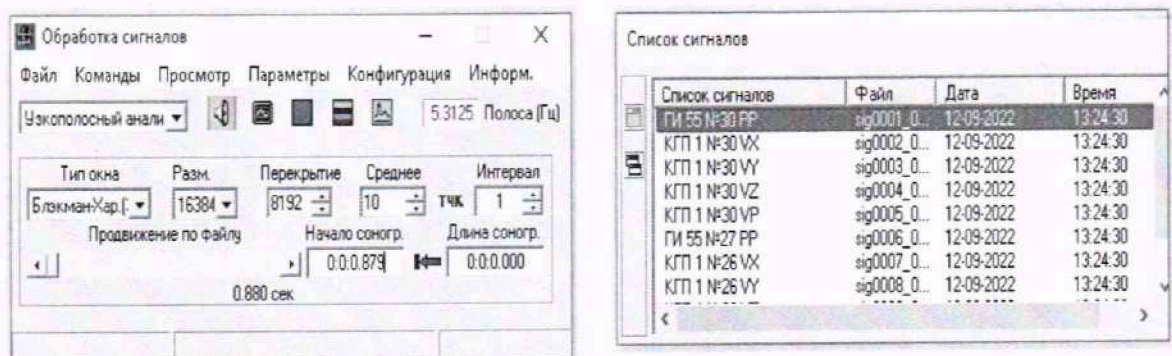 Обработка сигналов
Файл Команды Просмотр Параметры Конфигурация Информ.
Узкополосный анали 5.3125 Полоса (Гц)
Тип окна Разм. Перекрытие Среднее Интервал
Блэкман-Хар.( 16384 8192 10 тчк 1
Продвижение по файлу Начало соногр. Длина соногр.
0:0:0.879 0:0:0.000
0.880 сек
Список сигналов
Список сигналов Файл Дата Время
ГИ 55 №30 РР sig0001_0... 12-09-2022 13:24:30
КГП 1 №30 VX sig0002_0... 12-09-2022 13:24:30
КГП 1 №30 VY sig0003_0... 12-09-2022 13:24:30
КГП 1 №30 VZ sig0004_0... 12-09-2022 13:24:30
КГП 1 №30 VP sig0005_0... 12-09-2022 13:24:30
ГИ 55 №27 РР sig0006_0... 12-09-2022 13:24:30
КГП 1 №26 VX sig0007_0... 12-09-2022 13:24:30
КГП 1 №26 VY sig0008_0... 12-09-2022 13:24:30